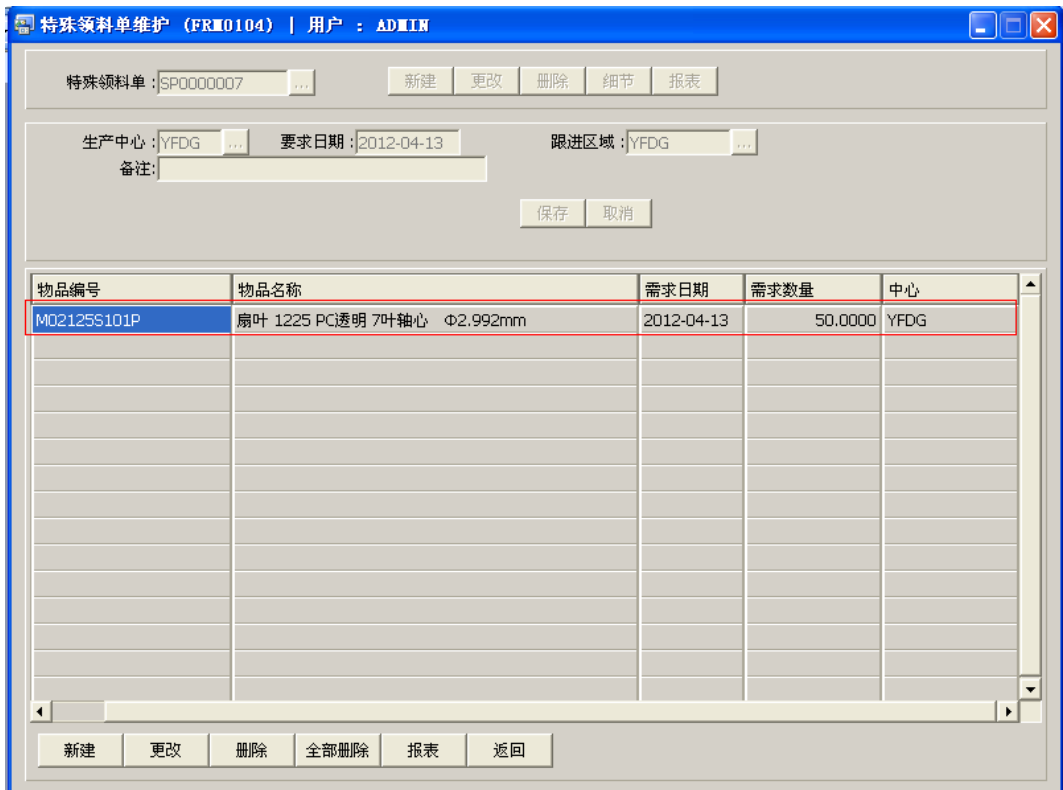 特殊领料单维护 (FRM0104) | 用户 : ADMIN
特殊领料单 : SP0000007 ... 新建 更改 删除 细节 报表
生产中心 : YFDG ... 要求日期 : 2012-04-13 跟进区域 : YFDG ...
备注:
保存 取消
物品编号 物品名称 需求日期 需求数量 中心
M02125S101P 扇叶 1225 PC透明 7叶轴心 Φ2.992mm 2012-04-13 50.0000 YFDG
新建 更改 删除 全部删除 报表 返回